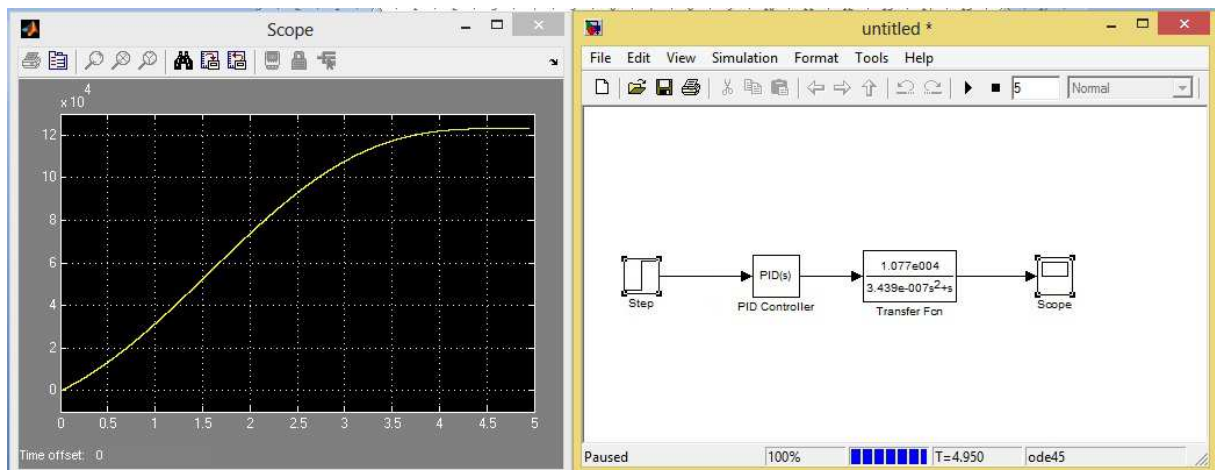 Scope
x 10
4
12
10
8
6
4
2
0
0 0.5 1 1.5 2 2.5 3 3.5 4 4.5 5
Time offset: 0
untitled *
File Edit View Simulation Format Tools Help
5 Normal
Step
PID(s)
PID Controller
1.077e004
3.439e-007s²+s
Transfer Fcn
Scope
Paused 100% T=4.950 ode45